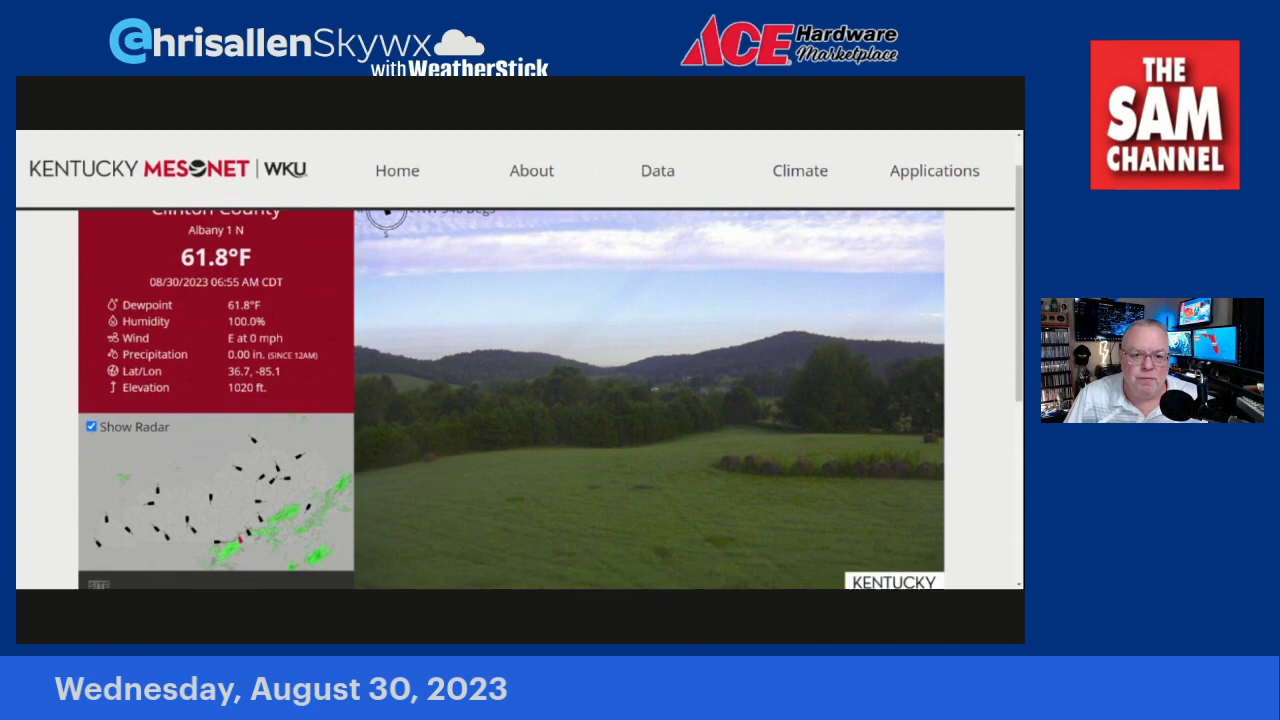 @hrisallenSkywx
with WeatherStick
ACE Hardware
Marketplace
THE
SAM
CHANNEL
KENTUCKY MESONET | WKU
Home
About
Data
Climate
Applications
Clinton County
Albany 1 N
61.8°F
08/30/2023 06:55 AM CDT
Dewpoint 61.8°F
Humidity 100.0%
Wind E at 0 mph
Precipitation 0.00 in. (SINCE 12AM)
Lat/Lon 36.7, -85.1
Elevation 1020 ft.
S
Show Radar
SITE
KENTUCKY
Wednesday, August 30, 2023